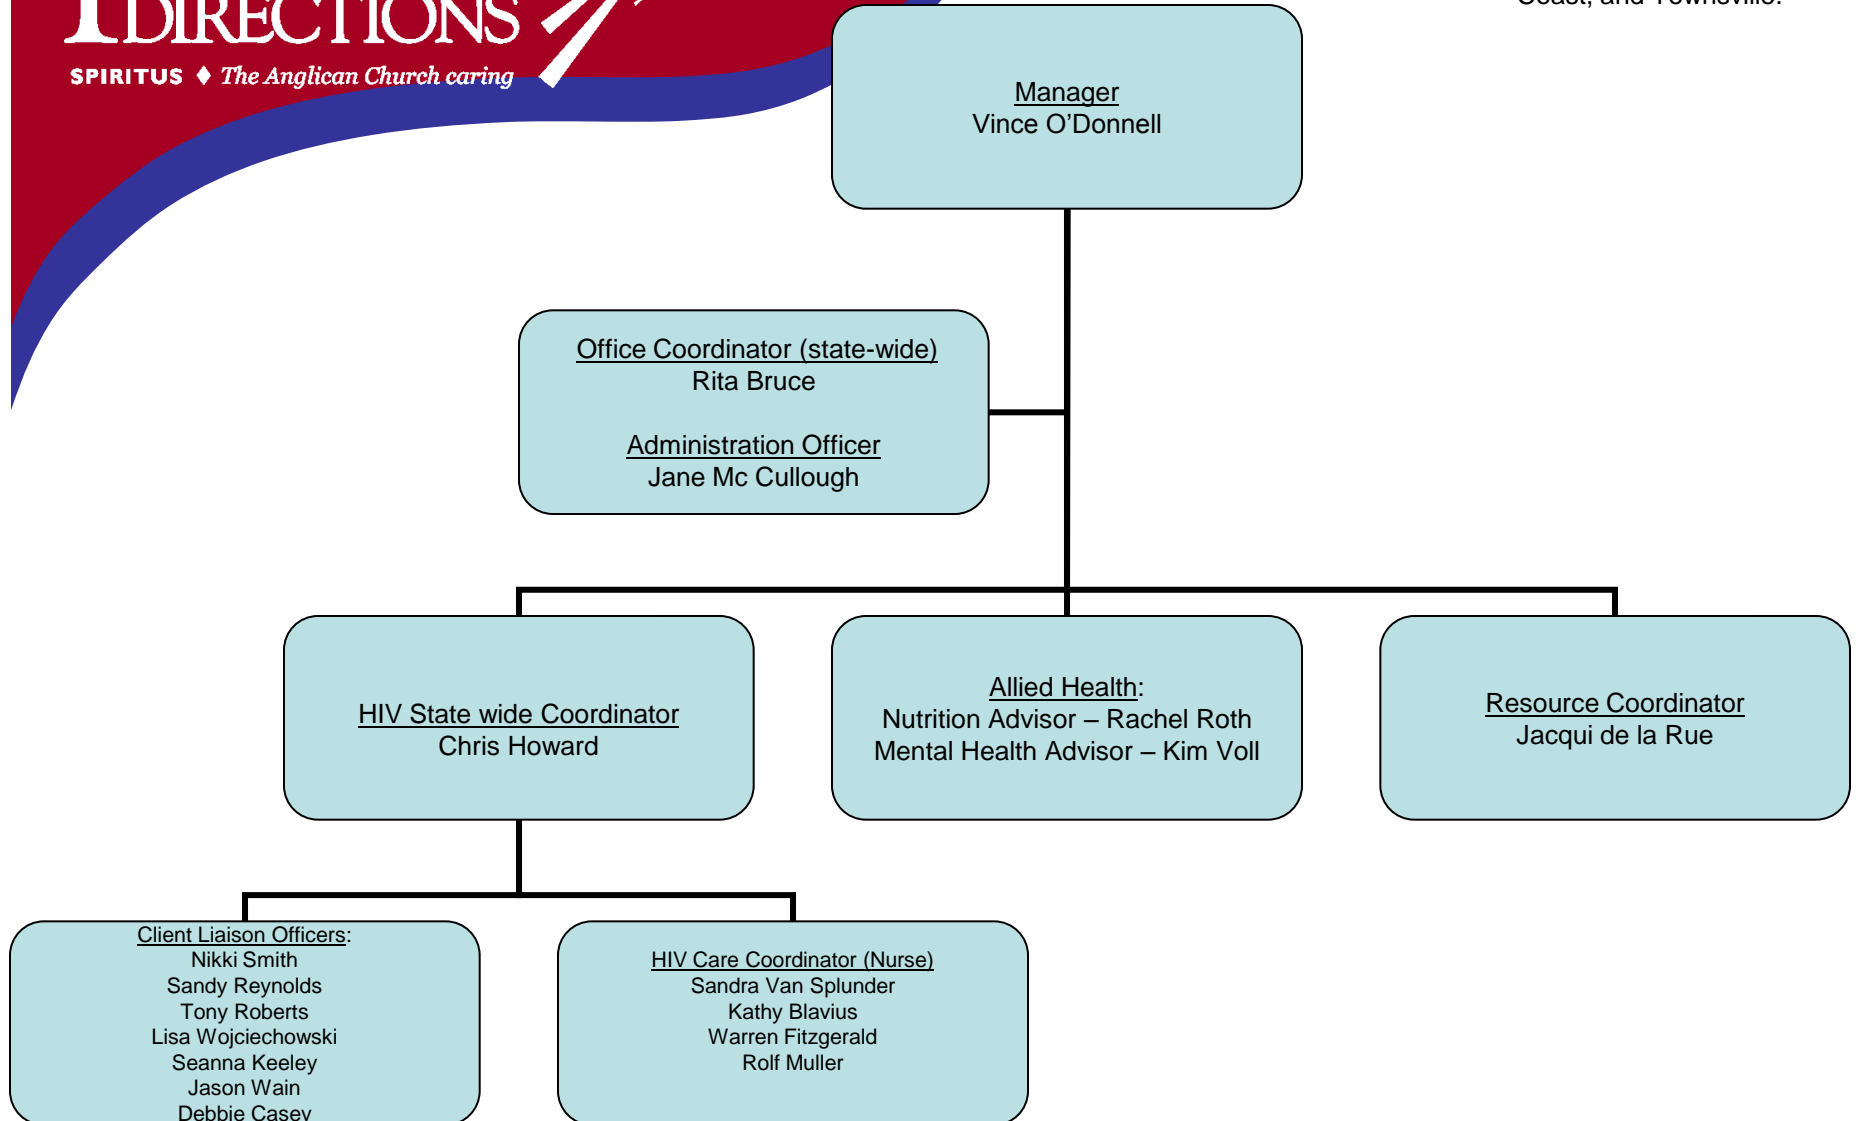 DIRECTIONS
SPIRITUS ♦ The Anglican Church caring
Coast, and Townsville.
Manager
Vince O’Donnell
Office Coordinator (state-wide)
Rita Bruce
Administration Officer
Jane Mc Cullough
HIV State wide Coordinator
Chris Howard
Allied Health:
Nutrition Advisor – Rachel Roth
Mental Health Advisor – Kim Voll
Resource Coordinator
Jacqui de la Rue
Client Liaison Officers:
Nikki Smith
Sandy Reynolds
Tony Roberts
Lisa Wojciechowski
Seanna Keeley
Jason Wain
Debbie Casey
HIV Care Coordinator (Nurse)
Sandra Van Splunder
Kathy Blavius
Warren Fitzgerald
Rolf Muller